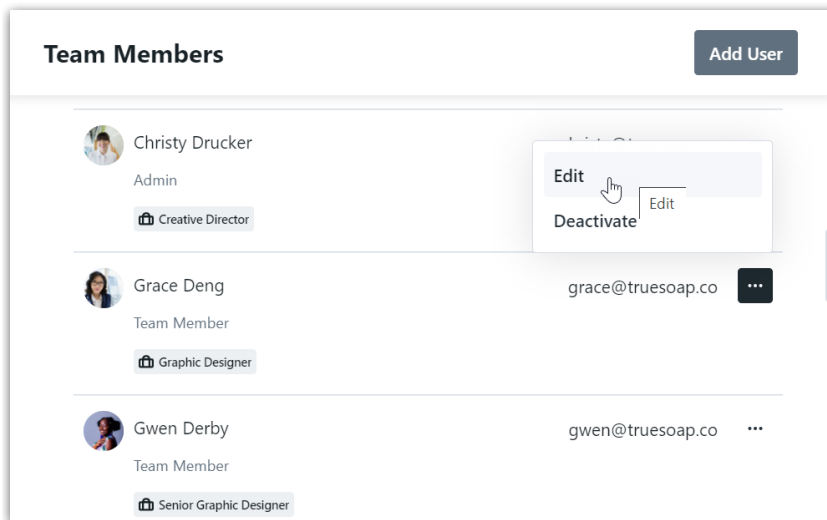 Team Members
Add User
Christy Drucker
Admin
Creative Director
Edit
Edit
Deactivate
Grace Deng
grace@truesoap.co
Team Member
Graphic Designer
Gwen Derby
gwen@truesoap.co
Team Member
Senior Graphic Designer